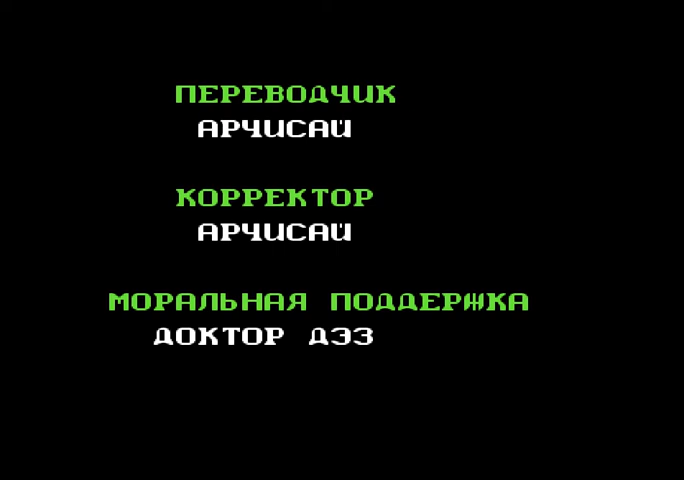 ПЕРЕВОДЧИК
АРЧИСАЙ
КОРРЕКТОР
АРЧИСАЙ
МОРАЛЬНАЯ ПОДДЕРЖКА
ДОКТОР ДЭЗ